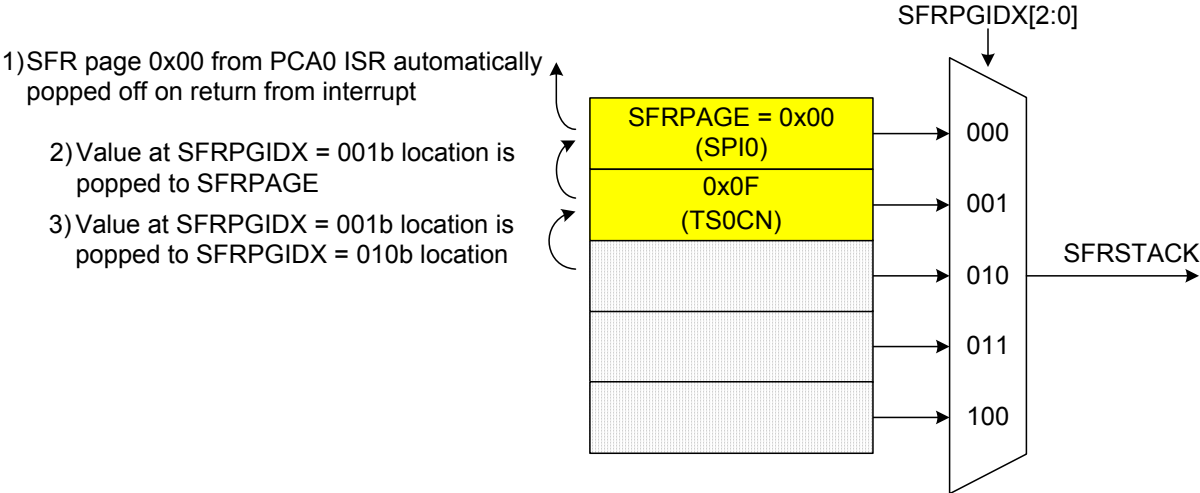 SFRPGIDX[2:0]
1) SFR page 0x00 from PCA0 ISR automatically
popped off on return from interrupt
2) Value at SFRPGIDX = 001b location is
popped to SFRPAGE
3) Value at SFRPGIDX = 001b location is
popped to SFRPGIDX = 010b location
SFRPAGE = 0x00
(SPI0)
0x0F
(TS0CN)
000
001
010
011
100
SFRSTACK